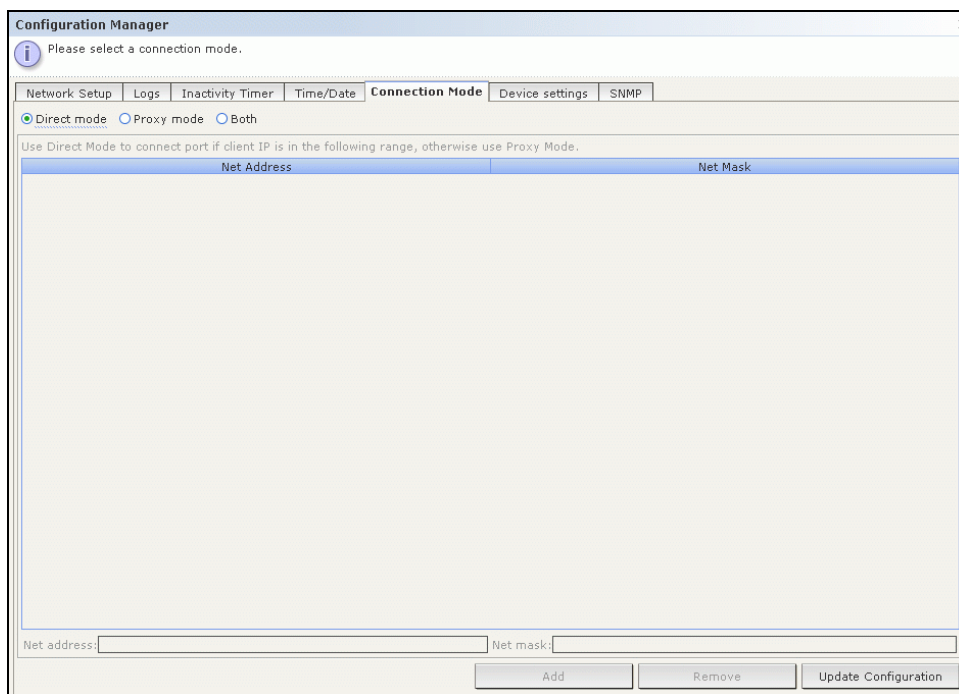 Configuration Manager
Please select a connection mode.
Network Setup Logs Inactivity Timer Time/Date Connection Mode Device settings SNMP
Direct mode Proxy mode Both
Use Direct Mode to connect port if client IP is in the following range, otherwise use Proxy Mode.
Net Address Net Mask
Net address: Net mask:
Add Remove Update Configuration